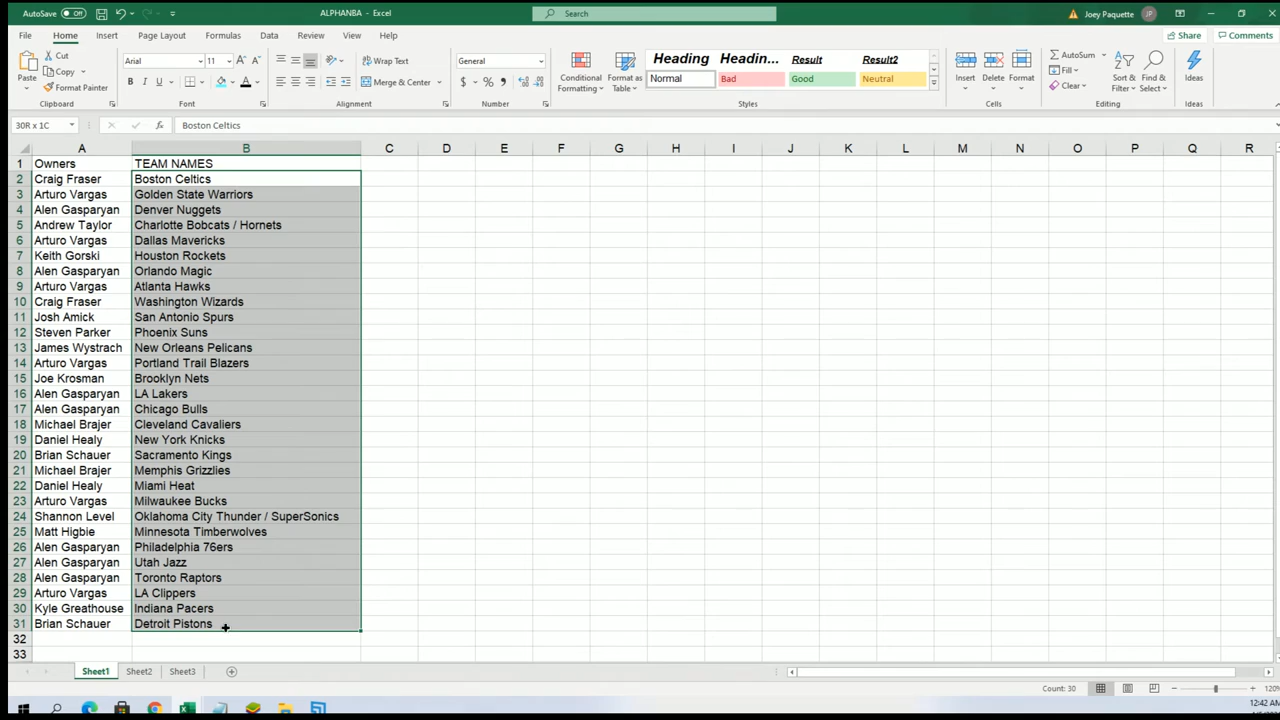 AutoSave Off ALPHANBA - Excel Search Joey Paquette JP
File Home Insert Page Layout Formulas Data Review View Help Share Comments
Paste Cut Copy Format Painter Clipboard
Arial 11 B I U Font
Wrap Text Merge & Center Alignment
General $ % Number
Conditional Formatting Format as Table
Heading Headin... Result Result2
Normal Bad Good Neutral Styles
Insert Delete Format Cells
AutoSum Fill Clear Sort & Filter Find & Select Editing
Ideas Ideas
30R x 1C fx Boston Celtics
A B C D E F G H I J K L M N O P Q R
1 Owners TEAM NAMES
2 Craig Fraser Boston Celtics
3 Arturo Vargas Golden State Warriors
4 Alen Gasparyan Denver Nuggets
5 Andrew Taylor Charlotte Bobcats / Hornets
6 Arturo Vargas Dallas Mavericks
7 Keith Gorski Houston Rockets
8 Alen Gasparyan Orlando Magic
9 Arturo Vargas Atlanta Hawks
10 Craig Fraser Washington Wizards
11 Josh Amick San Antonio Spurs
12 Steven Parker Phoenix Suns
13 James Wystrach New Orleans Pelicans
14 Arturo Vargas Portland Trail Blazers
15 Joe Krosman Brooklyn Nets
16 Alen Gasparyan LA Lakers
17 Alen Gasparyan Chicago Bulls
18 Michael Brajer Cleveland Cavaliers
19 Daniel Healy New York Knicks
20 Brian Schauer Sacramento Kings
21 Michael Brajer Memphis Grizzlies
22 Daniel Healy Miami Heat
23 Arturo Vargas Milwaukee Bucks
24 Shannon Level Oklahoma City Thunder / SuperSonics
25 Matt Higbie Minnesota Timberwolves
26 Alen Gasparyan Philadelphia 76ers
27 Alen Gasparyan Utah Jazz
28 Alen Gasparyan Toronto Raptors
29 Arturo Vargas LA Clippers
30 Kyle Greathouse Indiana Pacers
31 Brian Schauer Detroit Pistons
32
33
Sheet1 Sheet2 Sheet3
Count: 30 120%
12:42 AM